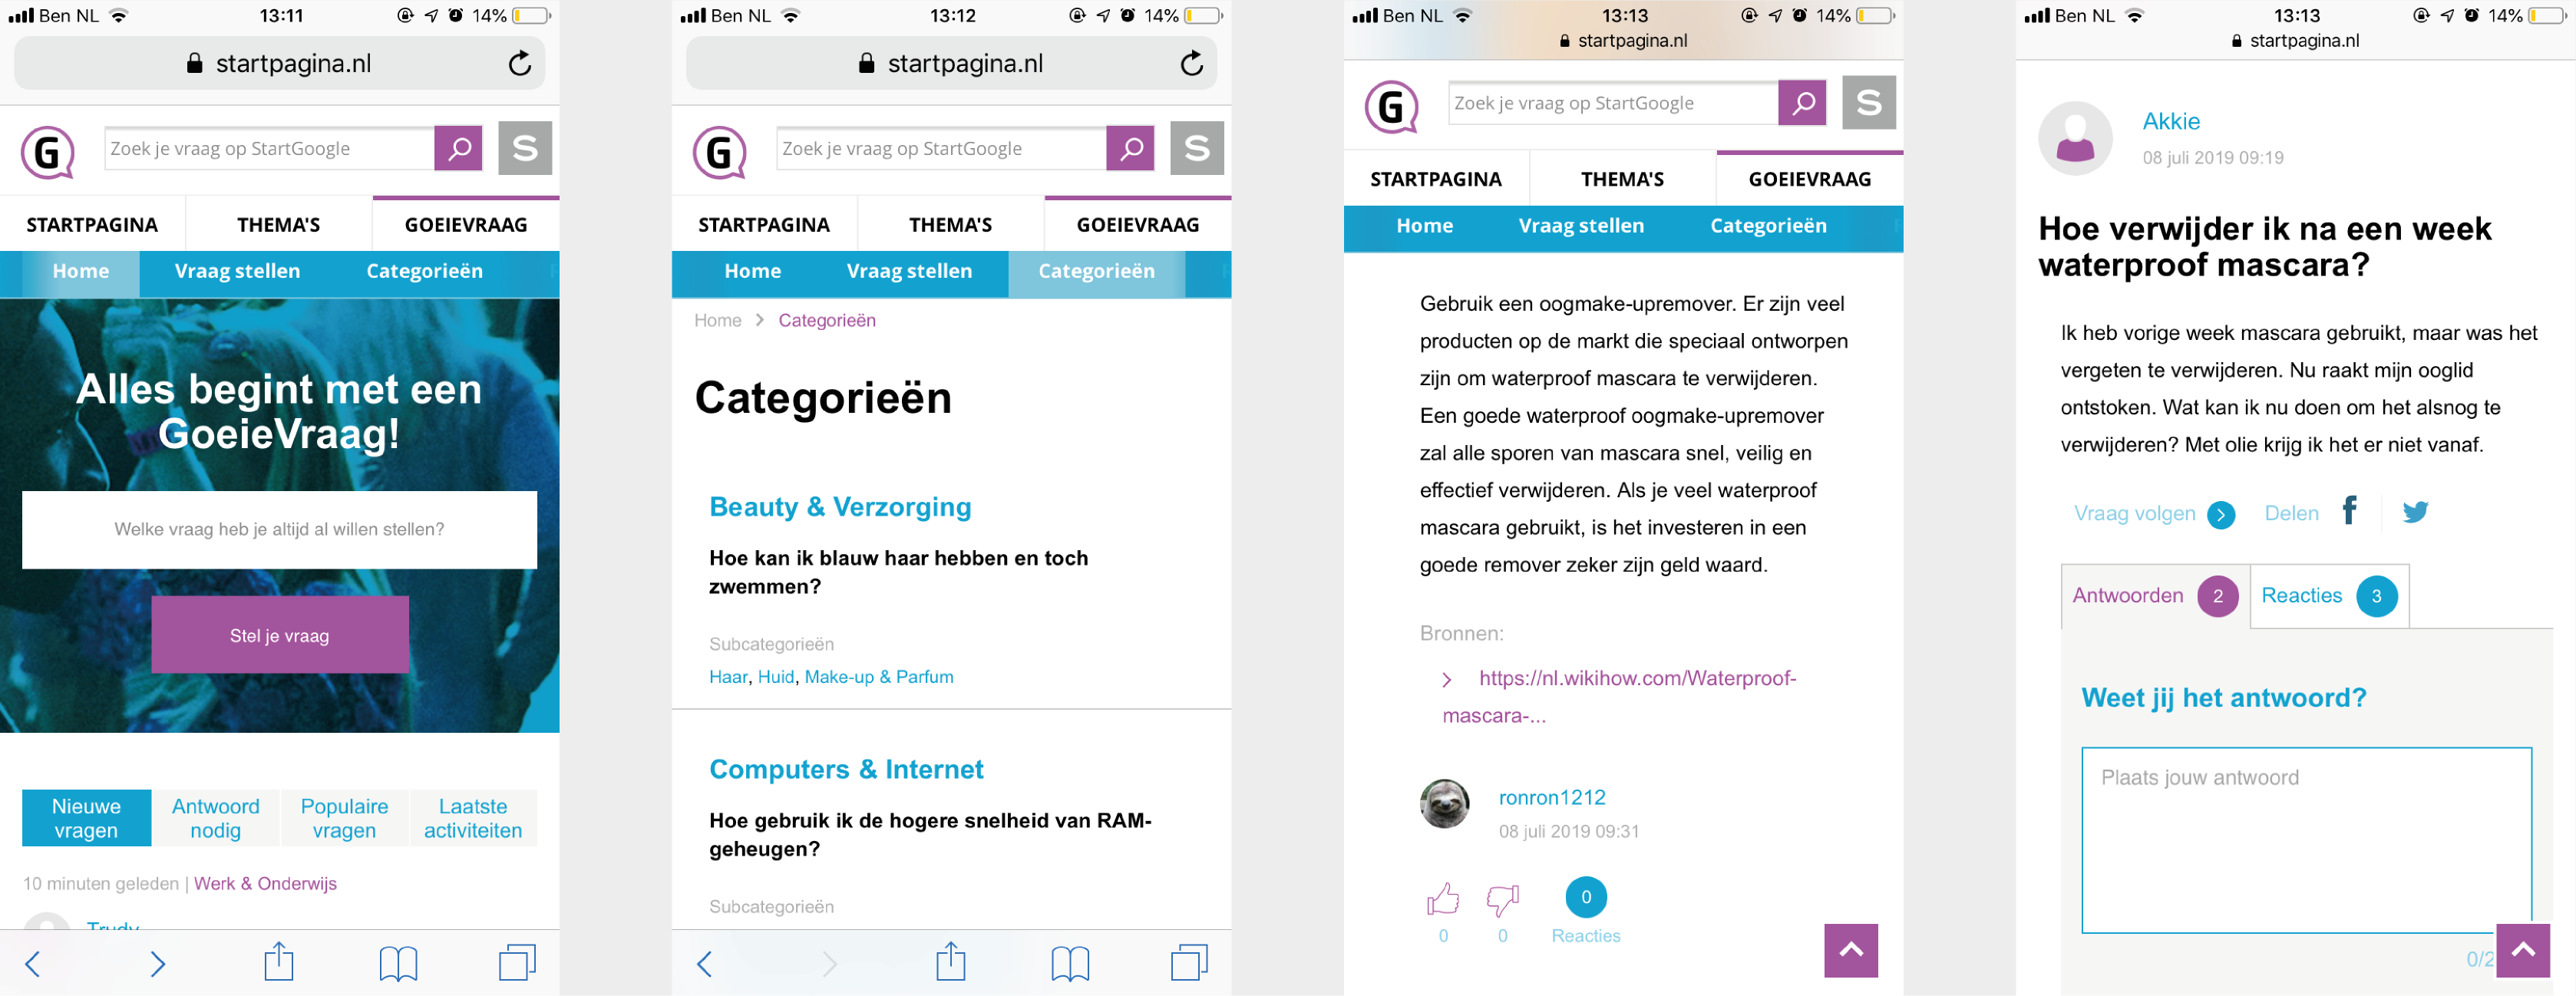 Ben NL 13:11 14%
startpagina.nl
G Zoek je vraag op StartGoogle S
STARTPAGINA THEMA'S GOEIEVRAAG
Home Vraag stellen Categorieën
Alles begint met een
GoeieVraag!
Welke vraag heb je altijd al willen stellen?
Stel je vraag
Nieuwe vragen Antwoord nodig Populaire vragen Laatste activiteiten
10 minuten geleden | Werk & Onderwijs
Trudy
Ben NL 13:12 14%
startpagina.nl
G Zoek je vraag op StartGoogle S
STARTPAGINA THEMA'S GOEIEVRAAG
Home Vraag stellen Categorieën
Home > Categorieën
Categorieën
Beauty & Verzorging
Hoe kan ik blauw haar hebben en toch
zwemmen?
Subcategorieën
Haar, Huid, Make-up & Parfum
Computers & Internet
Hoe gebruik ik de hogere snelheid van RAM-
geheugen?
Subcategorieën
Ben NL 13:13 14%
startpagina.nl
G Zoek je vraag op StartGoogle S
STARTPAGINA THEMA'S GOEIEVRAAG
Home Vraag stellen Categorieën
Gebruik een oogmake-upremover. Er zijn veel
producten op de markt die speciaal ontworpen
zijn om waterproof mascara te verwijderen.
Een goede waterproof oogmake-upremover
zal alle sporen van mascara snel, veilig en
effectief verwijderen. Als je veel waterproof
mascara gebruikt, is het investeren in een
goede remover zeker zijn geld waard.
Bronnen:
> https://nl.wikihow.com/Waterproof-
mascara-...
ronron1212
08 juli 2019 09:31
0
0 0 Reacties
Ben NL 13:13 14%
startpagina.nl
Akkie
08 juli 2019 09:19
Hoe verwijder ik na een week
waterproof mascara?
Ik heb vorige week mascara gebruikt, maar was het
vergeten te verwijderen. Nu raakt mijn ooglid
ontstoken. Wat kan ik nu doen om het alsnog te
verwijderen? Met olie krijg ik het er niet vanaf.
Vraag volgen Delen
Antwoorden 2 Reacties 3
Weet jij het antwoord?
Plaats jouw antwoord
0/2